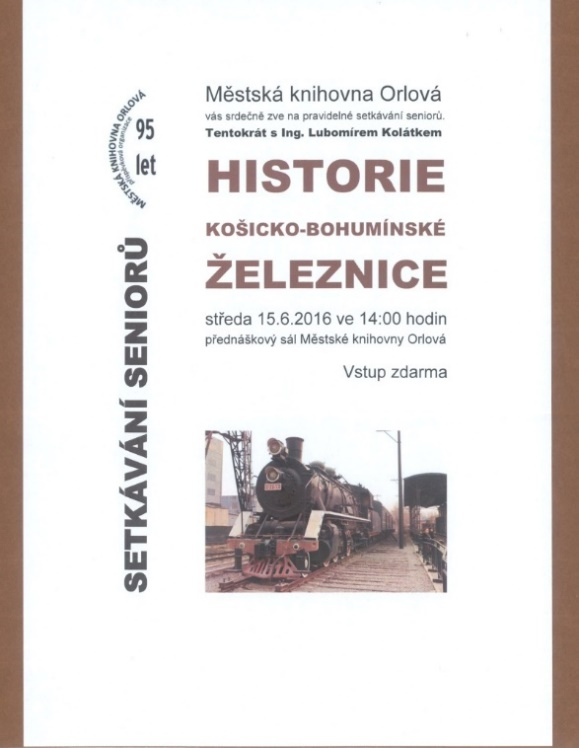 MĚSTSKÁ KNIHOVNA ORLOVÁ
příspěvková organizace
95
let
SETKÁVÁNÍ SENIORŮ
Městská knihovna Orlová
vás srdečně zve na pravidelné setkávání seniorů.
Tentokrát s Ing. Lubomírem Kolátkem
HISTORIE
KOŠICKO-BOHUMÍNSKÉ
ŽELEZNICE
středa 15.6.2016 ve 14:00 hodin
přednáškový sál Městské knihovny Orlová
Vstup zdarma